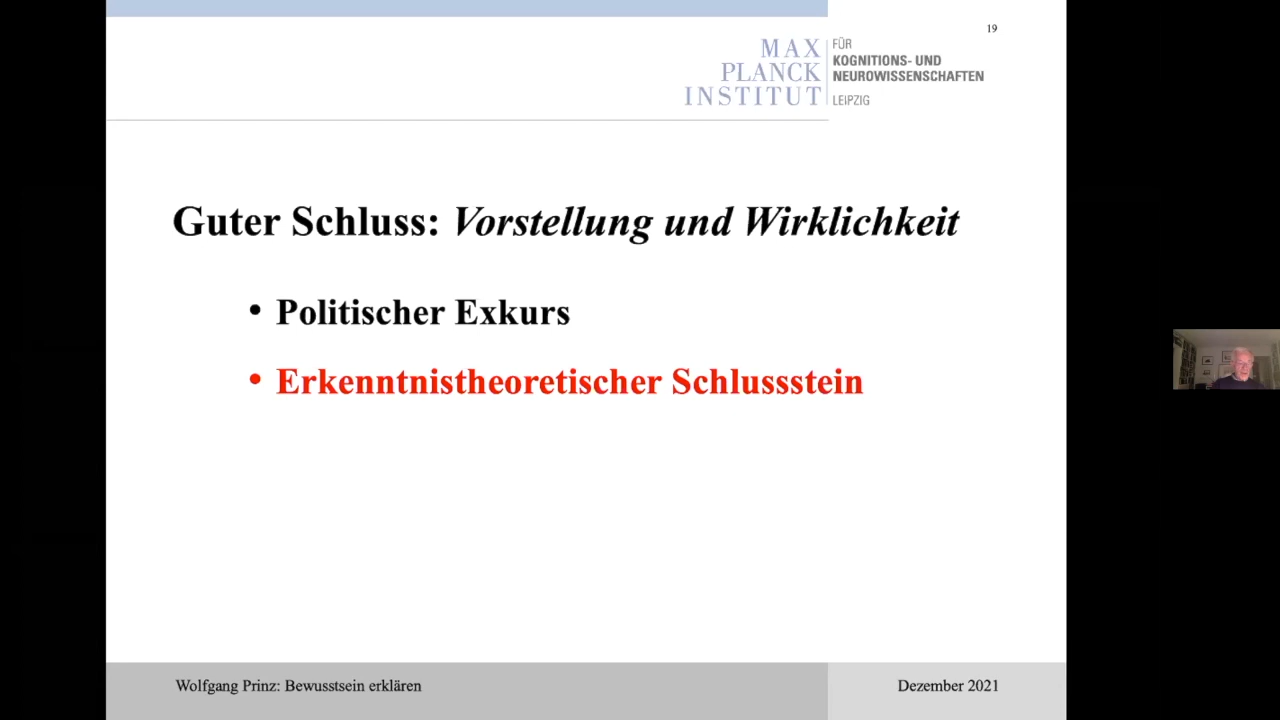 19
MAX
PLANCK
INSTITUT
FÜR
KOGNITIONS- UND
NEUROWISSENSCHAFTEN
LEIPZIG
Guter Schluss: Vorstellung und Wirklichkeit
• Politischer Exkurs
• Erkenntnistheoretischer Schlussstein
Wolfgang Prinz: Bewusstsein erklären
Dezember 2021